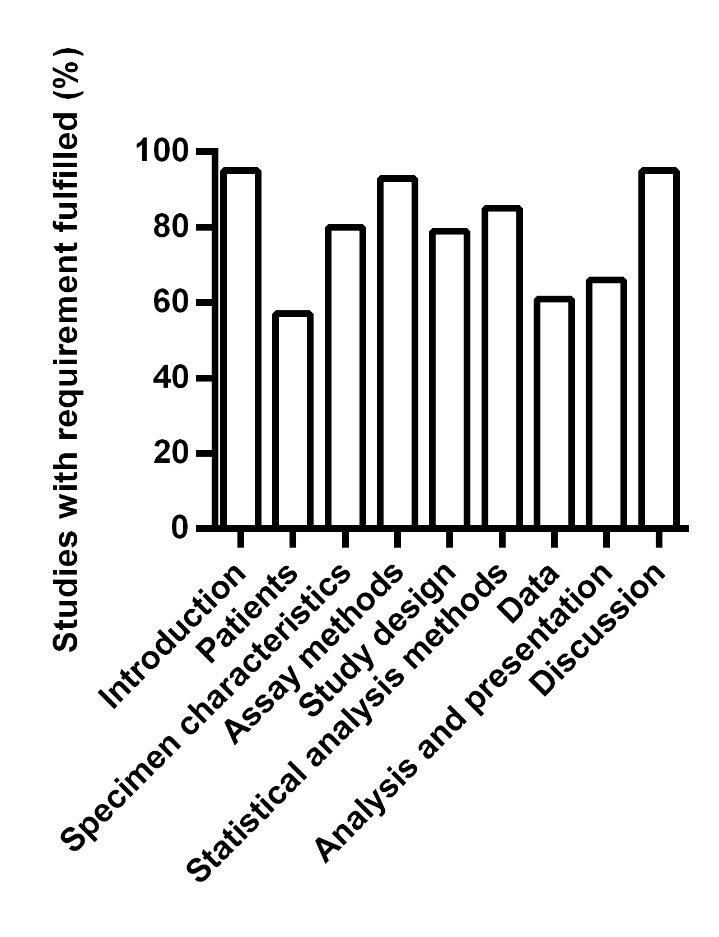 Studies with requirement fulfilled (%)
100
80
60
40
20
0
Introduction
Patients
Specimen characteristics
Assay methods
Study design
Statistical analysis methods
Data
Analysis and presentation
Discussion